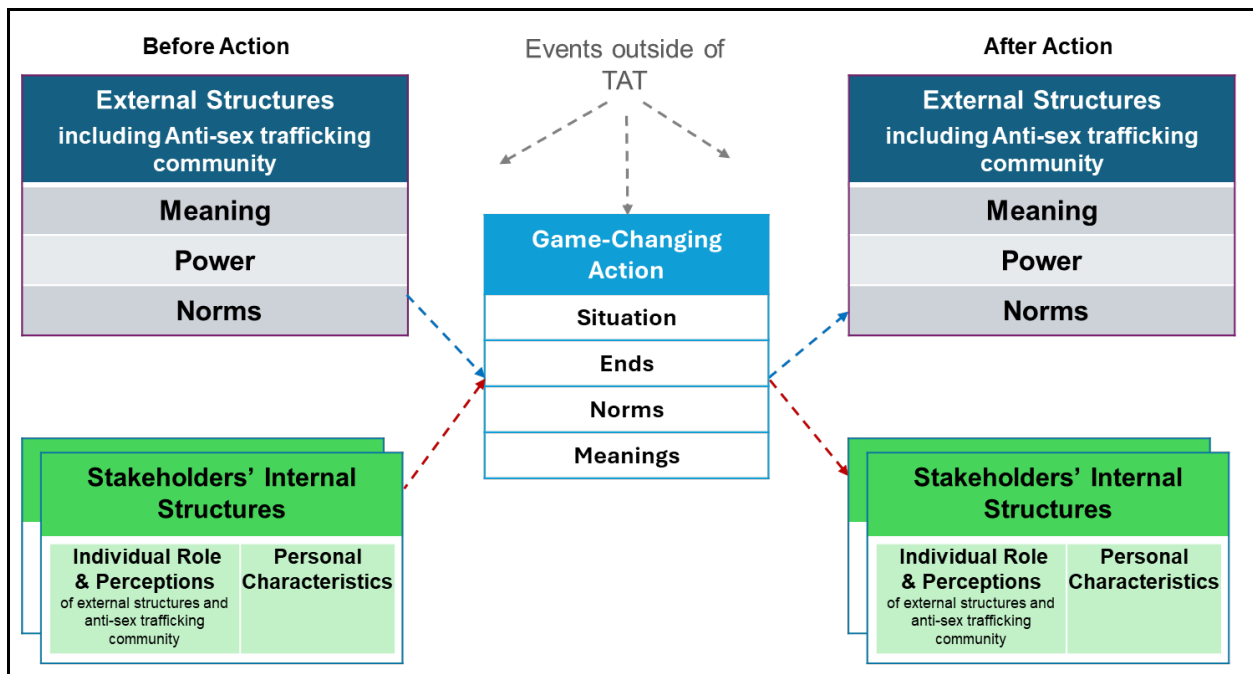 Before Action
External Structures
including Anti-sex trafficking
community
Meaning
Power
Norms
Stakeholders' Internal
Structures
Individual Role
& Perceptions
of external structures and
anti-sex trafficking
community
Personal
Characteristics
Events outside of
TAT
Game-Changing
Action
Situation
Ends
Norms
Meanings
After Action
External Structures
including Anti-sex trafficking
community
Meaning
Power
Norms
Stakeholders' Internal
Structures
Individual Role
& Perceptions
of external structures and
anti-sex trafficking
community
Personal
Characteristics